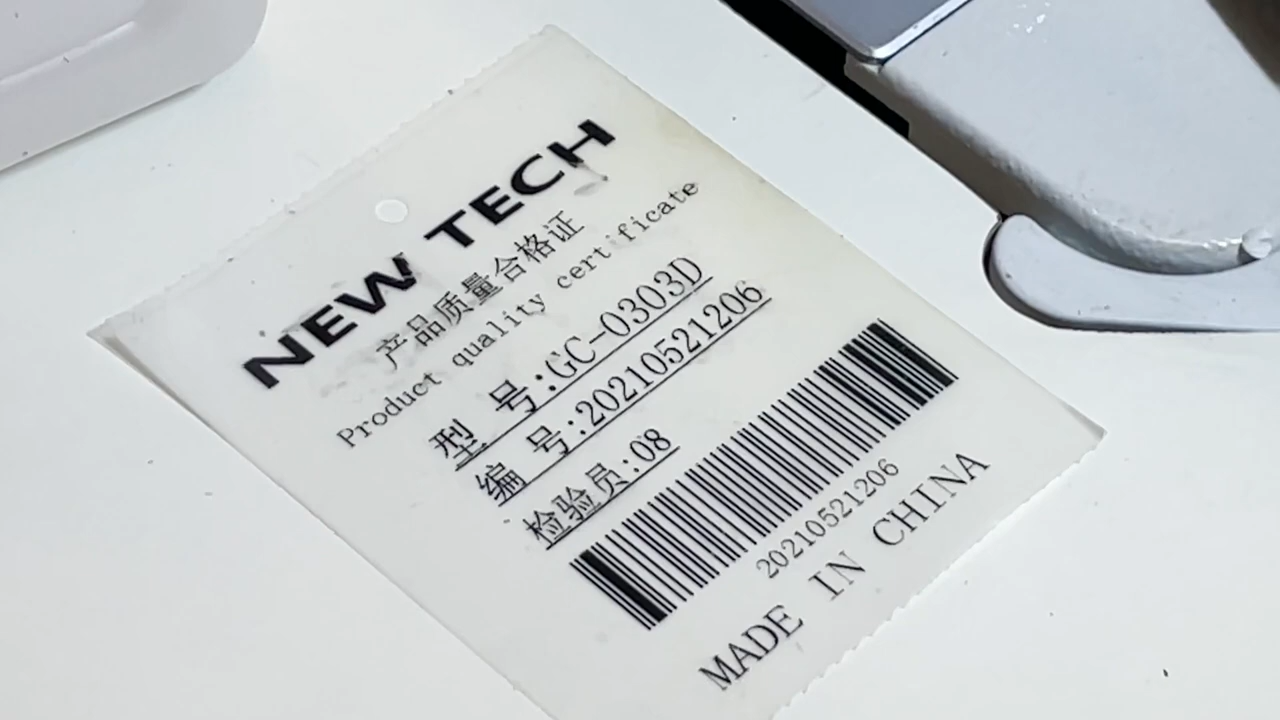 NEW TECH
产品质量合格证
Product quality certificate
型 号:GC-0303D
编 号:20210521206
检验员:08
20210521206
MADE IN CHINA